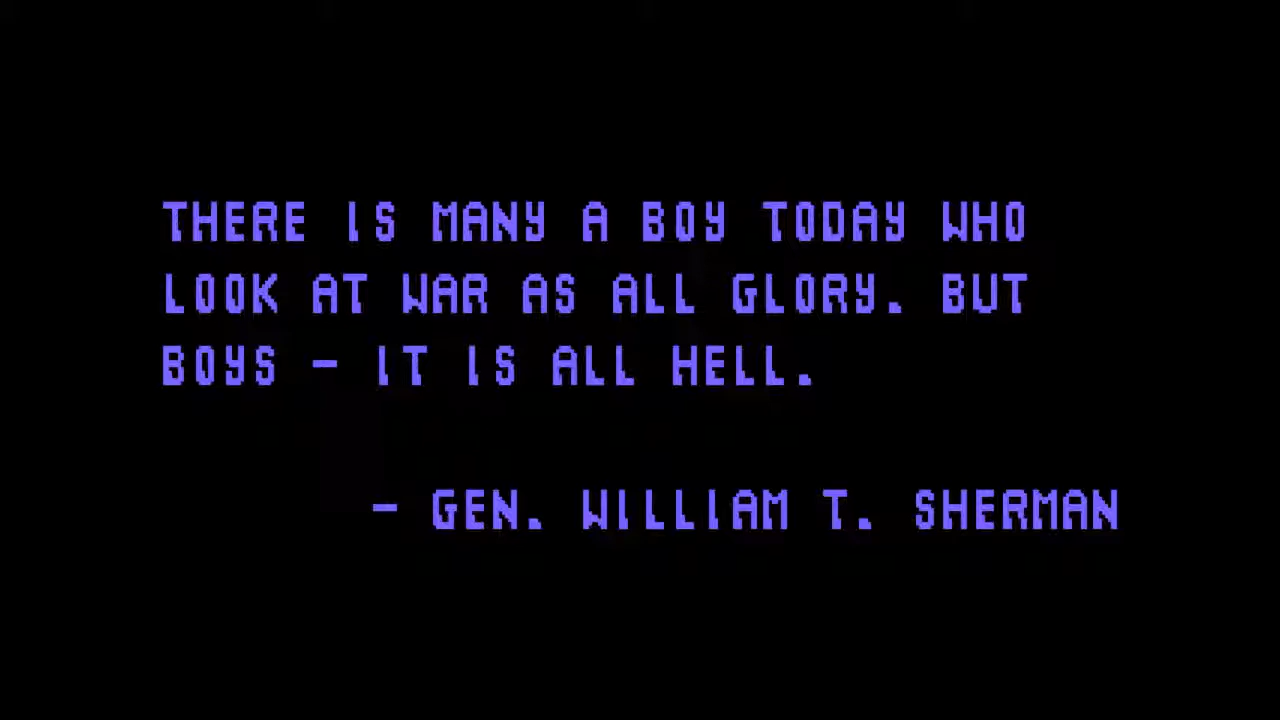 THERE IS MANY A BOY TODAY WHO
LOOK AT WAR AS ALL GLORY. BUT
BOYS - IT IS ALL HELL.
- GEN. WILLIAM T. SHERMAN